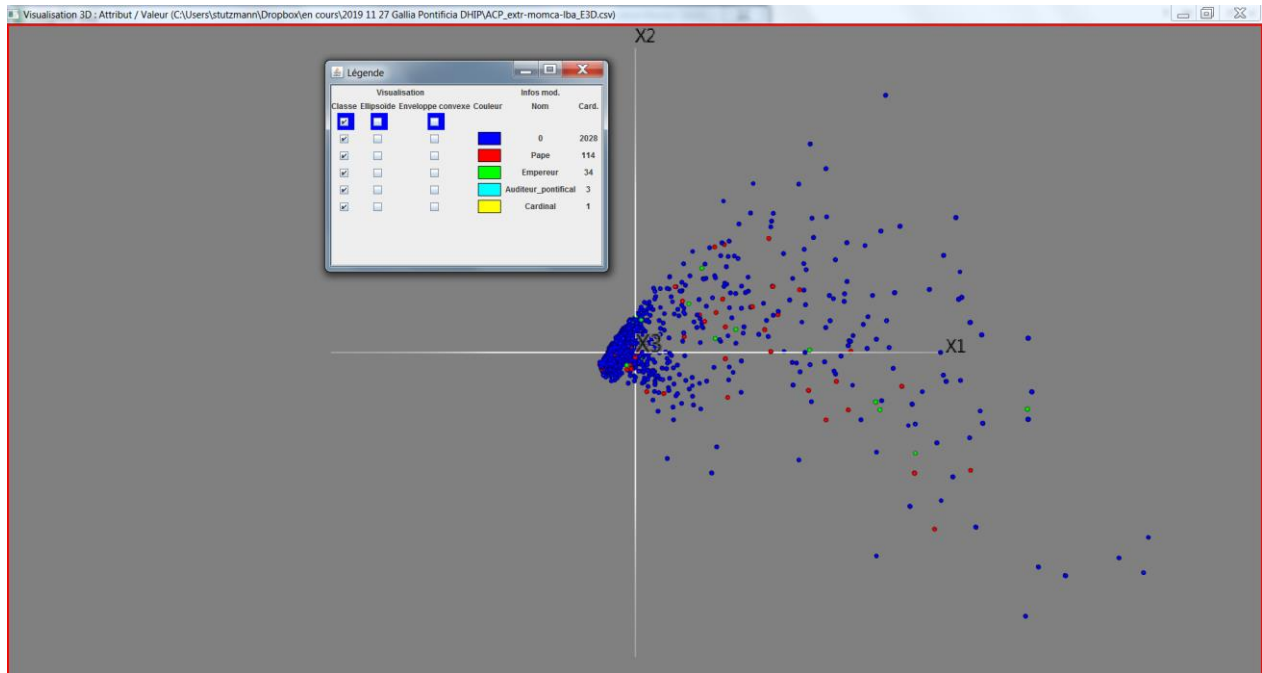 Visualisation 3D : Attribut / Valeur (C:\Users\stutzmann\Dropbox\en cours\2019 11 27 Gallia Pontificia DHIP\ACP_extr-momca-Iba_E3D.csv)
X2
Légende
Visualisation Infos mod.
Classe Ellipsoide Enveloppe convexe Couleur Nom Card.
0 2028
Pape 114
Empereur 34
Auditeur_pontifical 3
Cardinal 1
X3
X1